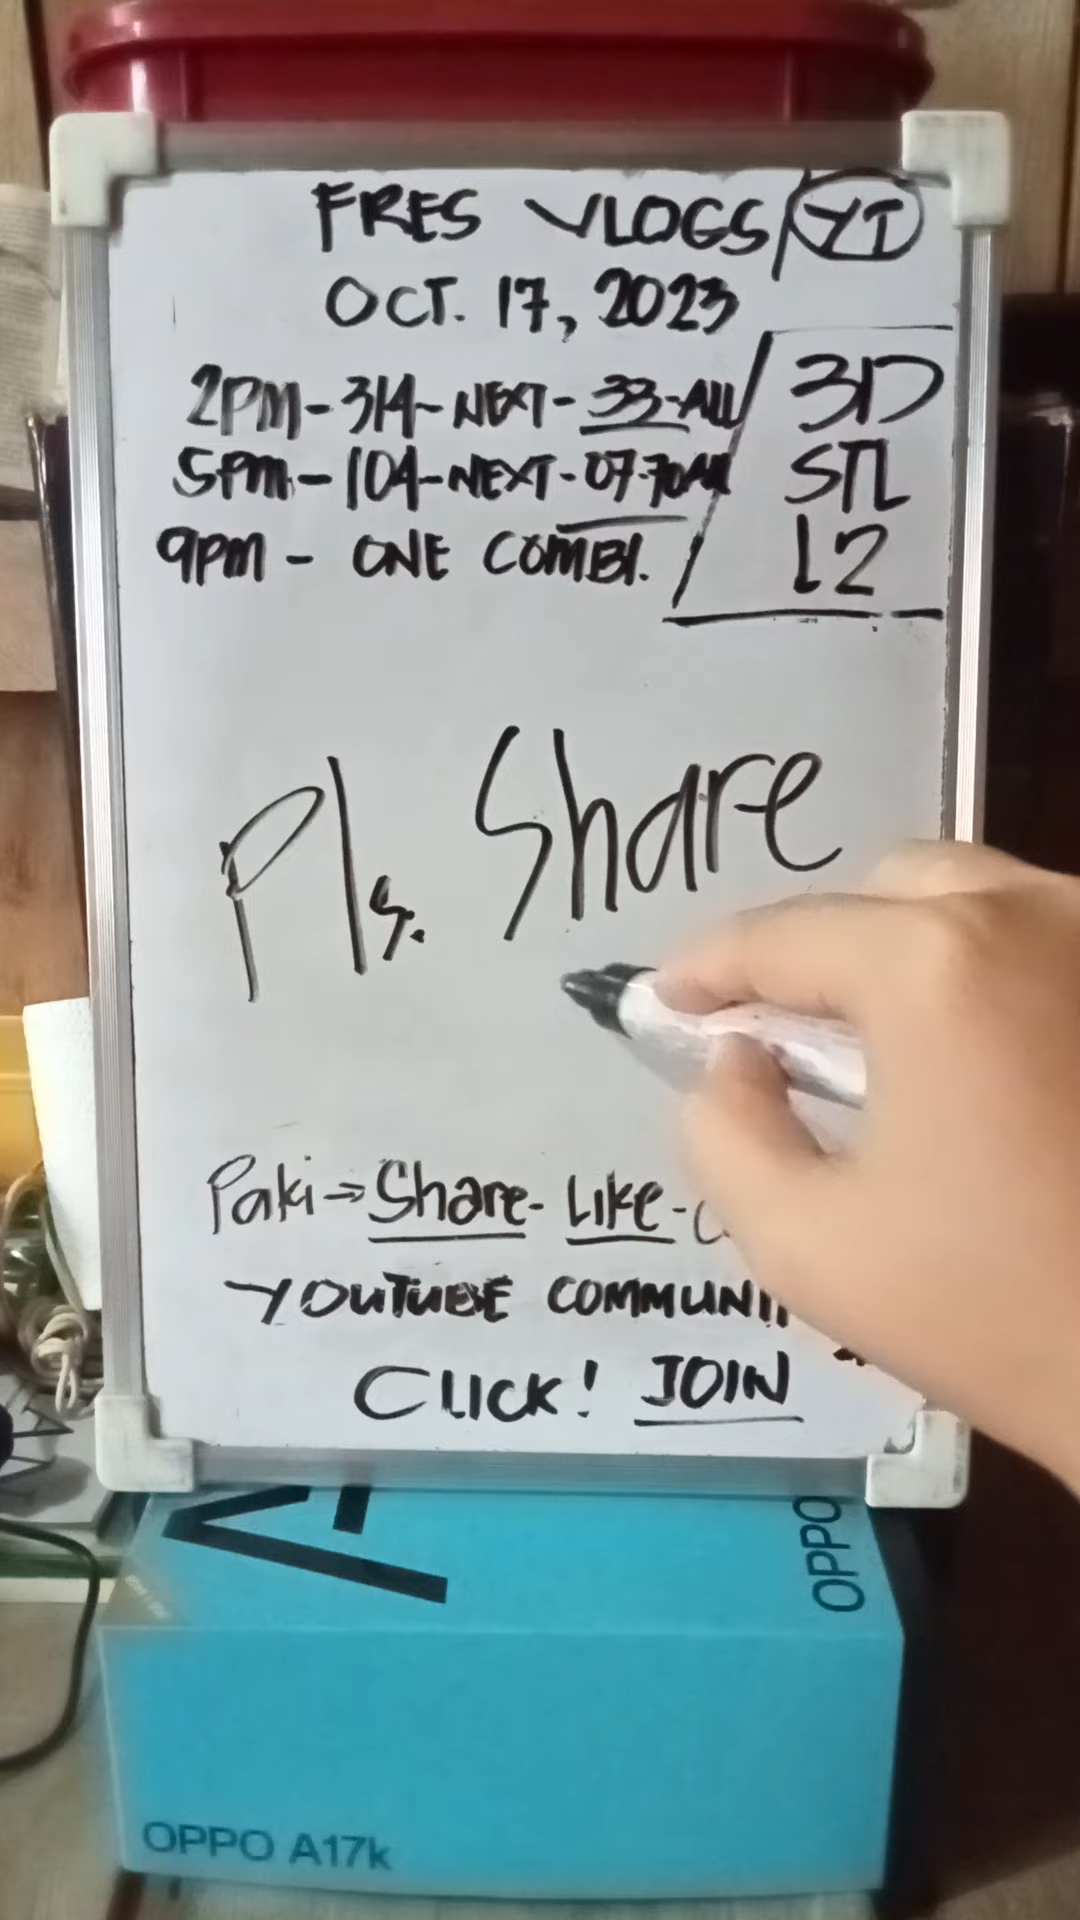 FRES VLOGS/YT
OCT. 17, 2023
2PM-314-NEXT-33-ALL
5PM-104-NEXT-07-70ALL
9PM - ONE COMBI.
3D
STL
L2
Pls. Share
Paki→Share-Like-
YOUTUBE COMMUNI
CLICK! JOIN
OPPO
OPPO A17k